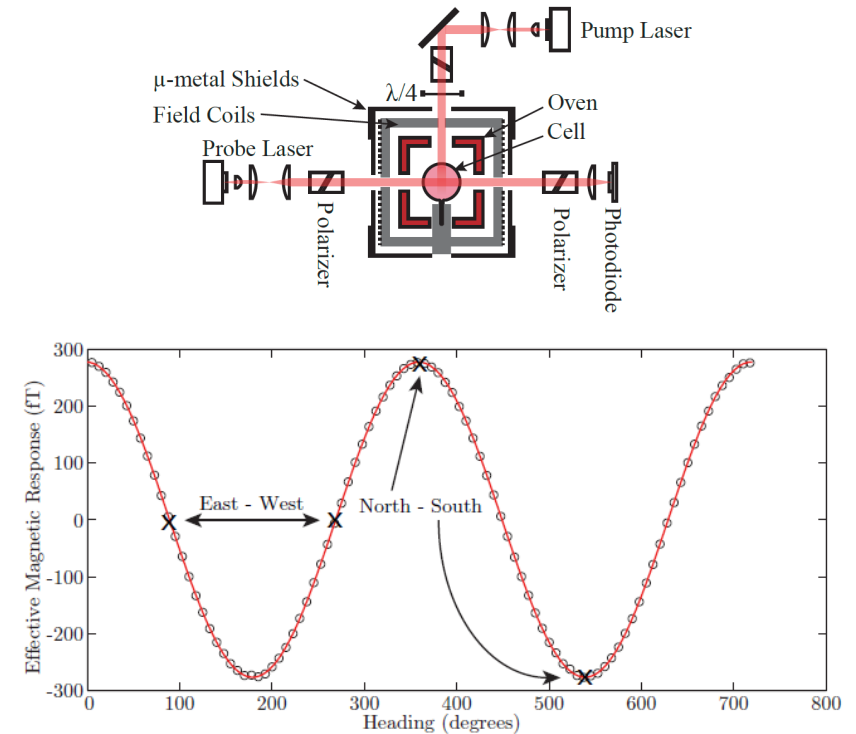 Pump Laser
μ-metal Shields
λ/4
Field Coils
Oven
Cell
Probe Laser
Polarizer
Polarizer
Photodiode
300
200
100
0
-100
-200
-300
Effective Magnetic Response (fT)
East - West
North - South
0
100
200
300
400
500
600
700
800
Heading (degrees)